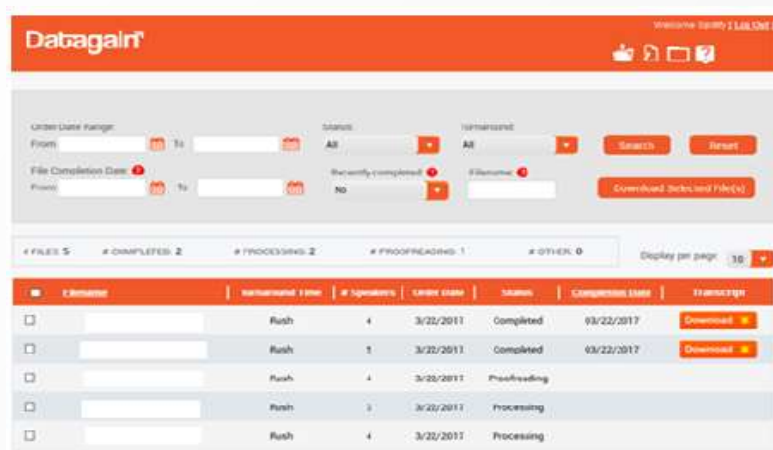 Welcome Spotify | Log Out
Datagain
Order Date Range: Status: Turnaround:
From: To All All Search Reset
File Completion Date: ? Recently completed: ? Filename: ?
From: To No Download Selected File(s)
# FILES: 5 # COMPLETED: 2 # PROCESSING: 2 # PROOFREADING: 1 # OTHER: 0 Display per page 10
Filename Turnaround Time # Speakers Order Date Status Completion Date Transcript
Rush 4 3/22/2017 Completed 03/22/2017 Download
Rush 3/22/2017 Completed 03/22/2017 Download
Rush 4 3/22/2017 Proofreading
Rush 3/22/2017 Processing
Rush 4 3/22/2017 Processing